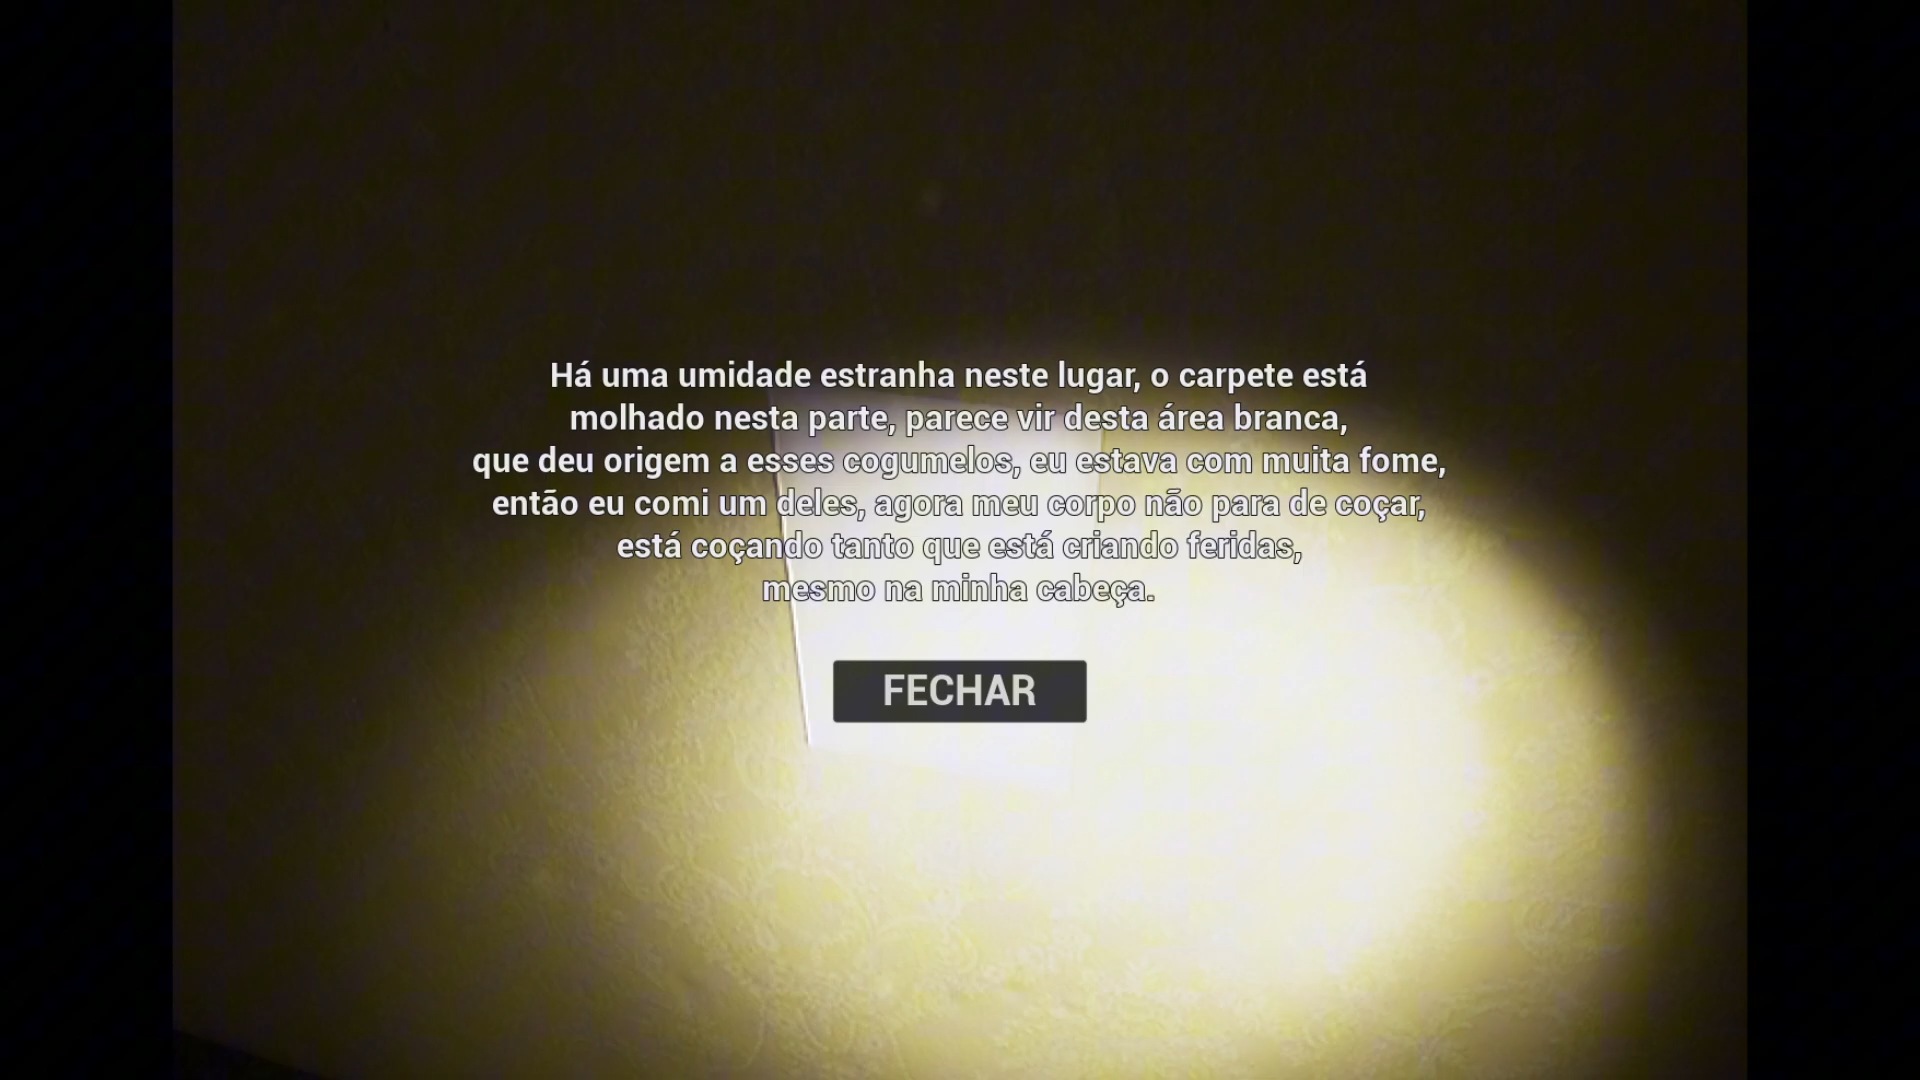 Há uma umidade estranha neste lugar, o carpete está
molhado nesta parte, parece vir desta área branca,
que deu origem a esses cogumelos, eu estava com muita fome,
então eu comi um deles, agora meu corpo não para de coçar,
está coçando tanto que está criando feridas,
mesmo na minha cabeça.
FECHAR